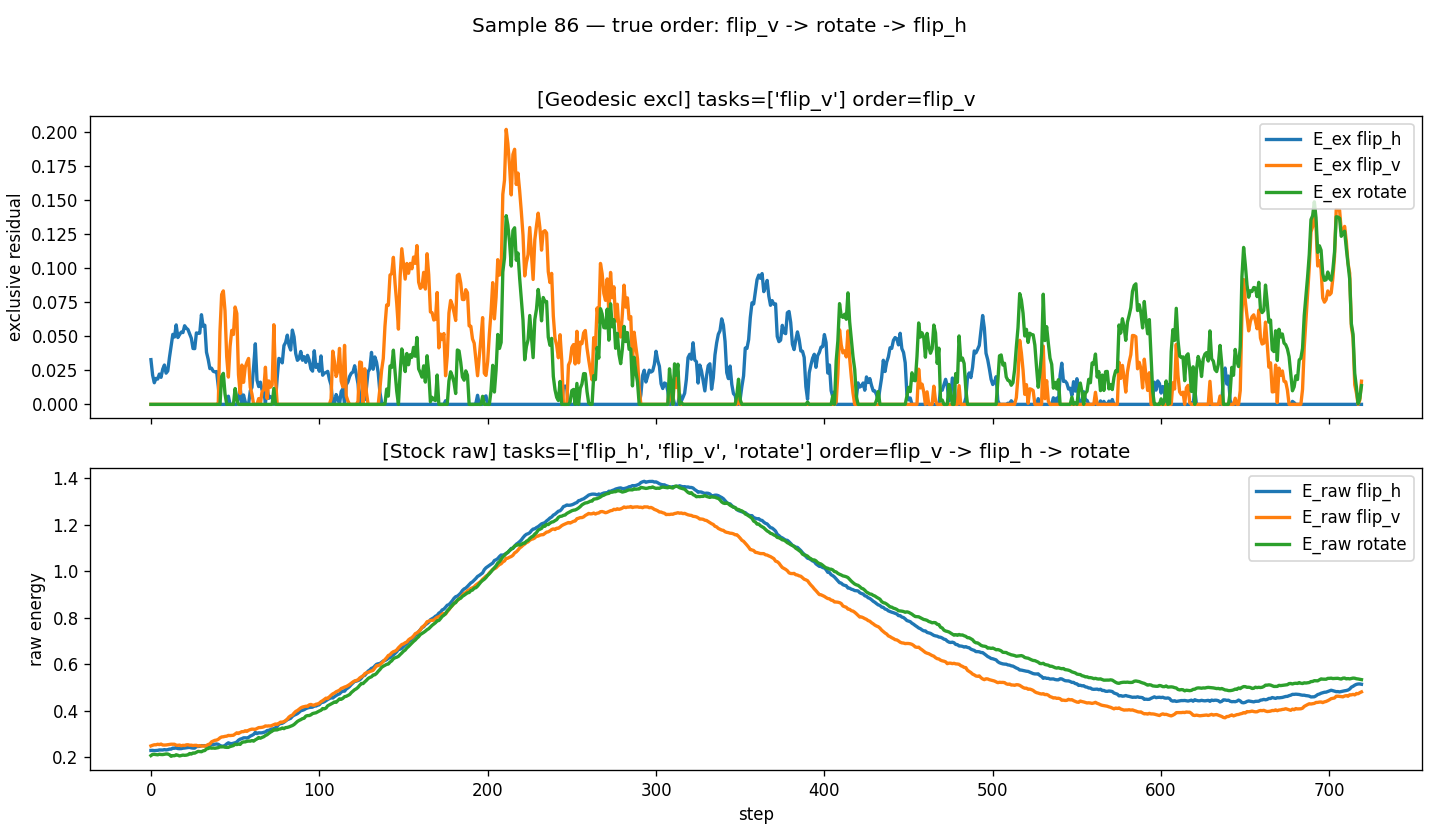 Sample 86 — true order: flip_v -> rotate -> flip_h
[Geodesic excl] tasks=['flip_v'] order=flip_v
exclusive residual
0.200
0.175
0.150
0.125
0.100
0.075
0.050
0.025
0.000
E_ex flip_h
E_ex flip_v
E_ex rotate
[Stock raw] tasks=['flip_h', 'flip_v', 'rotate'] order=flip_v -> flip_h -> rotate
raw energy
1.4
1.2
1.0
0.8
0.6
0.4
0.2
E_raw flip_h
E_raw flip_v
E_raw rotate
0 100 200 300 400 500 600 700
step